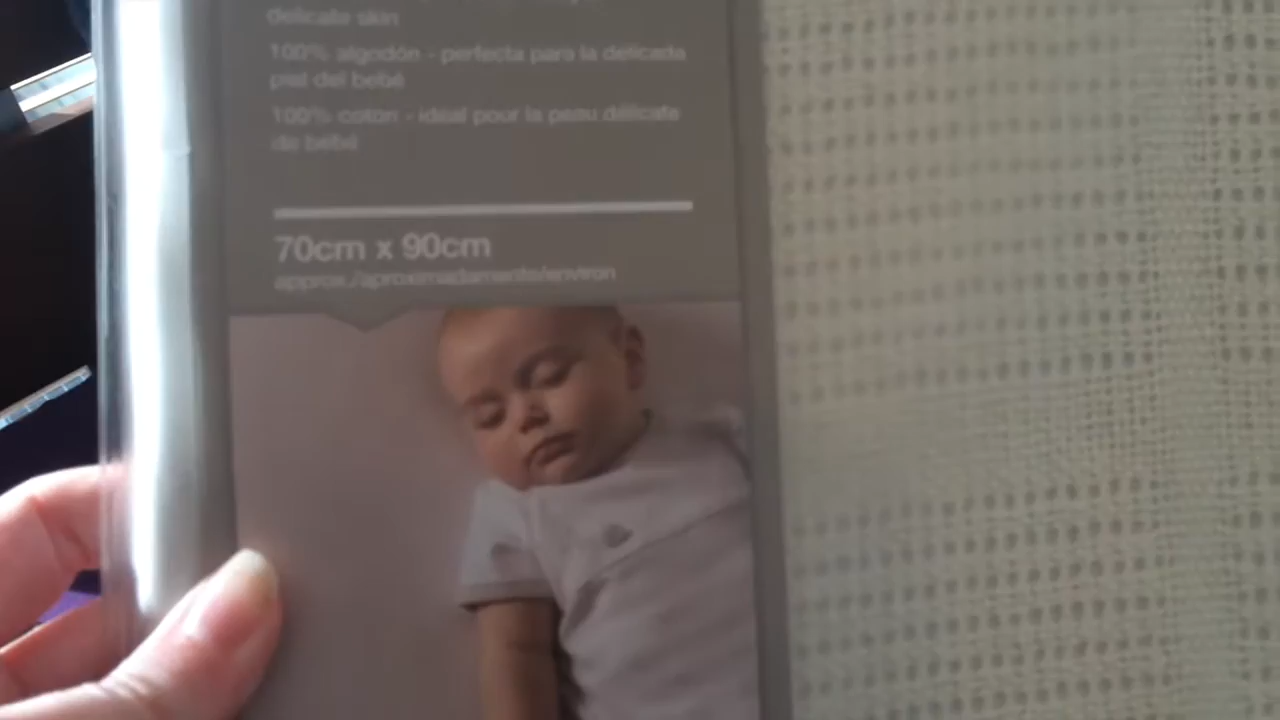 delicate skin
100% algodón - perfecta para la delicada
piel del bebé
100% coton - idéal pour la peau délicate
de bébé
70cm x 90cm
approx./aproximadamente/environ